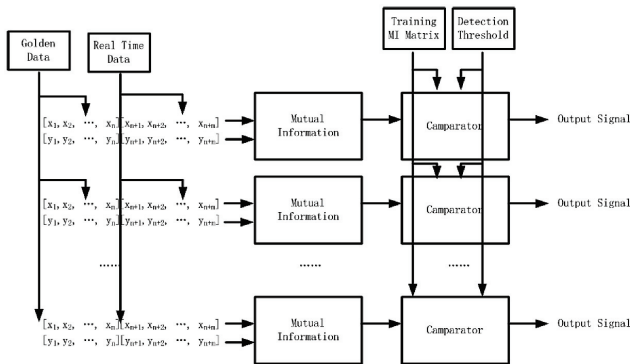 Golden
Data
Real Time
Data
Training
MI Matrix
Detection
Threshold
[x₁, x₂, ⋯, xₙ][xₙ₊₁, xₙ₊₂, ⋯, xₙ₊ₘ]
[y₁, y₂, ⋯, yₙ][yₙ₊₁, yₙ₊₂, ⋯, yₙ₊ₘ]
Mutual
Information
Camparator
Output Signal
[x₁, x₂, ⋯, xₙ][xₙ₊₁, xₙ₊₂, ⋯, xₙ₊ₘ]
[y₁, y₂, ⋯, yₙ][yₙ₊₁, yₙ₊₂, ⋯, yₙ₊ₘ]
Mutual
Information
Camparator
Output Signal
⋯⋯ ⋯⋯ ⋯⋯
[x₁, x₂, ⋯, xₙ][xₙ₊₁, xₙ₊₂, ⋯, xₙ₊ₘ]
[y₁, y₂, ⋯, yₙ][yₙ₊₁, yₙ₊₂, ⋯, yₙ₊ₘ]
Mutual
Information
Camparator
Output Signal